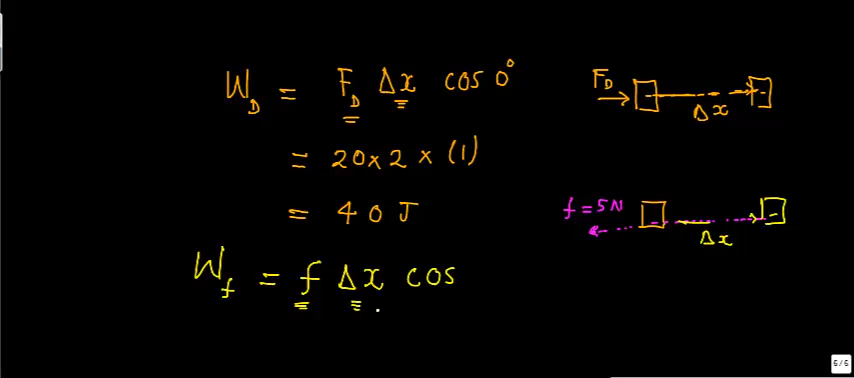 W_D = F_D Δx cos 0°
F_D
Δx
= 20 × 2 × (1)
= 40 J
f = 5N
Δx
W_f = f Δx cos
6/6